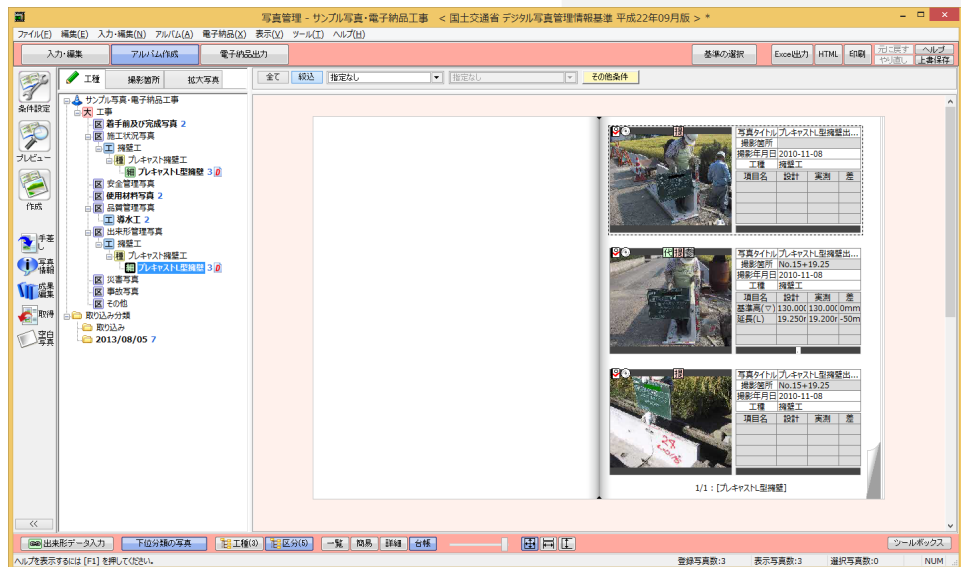 写真管理 - サンプル写真・電子納品工事 < 国土交通省 デジタル写真管理情報基準 平成22年09月版 > *
ファイル(F) 編集(E) 入力・編集(N) アルバム(A) 電子納品(X) 表示(V) ツール(T) ヘルプ(H)
入力・編集 アルバム作成 電子納品出力 基準の選択 Excel出力 HTML 印刷 元に戻す やり直し ヘルプ 上書保存
条件設定
プレビュー
作成
手差し
写真情報
成果編集
取得
空白写真
<<
工種 撮影箇所 拡大写真
サンプル写真・電子納品工事
大 工事
区 着手前及び完成写真 2
区 施工状況写真
工 擁壁工
種 プレキャスト擁壁工
細 プレキャストL型擁壁 3
区 安全管理写真
区 使用材料写真 2
区 品質管理写真
工 導水工 2
区 出来形管理写真
工 擁壁工
種 プレキャスト擁壁工
細 プレキャストL型擁壁 3
区 災害写真
区 事故写真
区 その他
取り込み分類
取り込み
2013/08/05 7
全て 絞込 指定なし 指定なし その他条件
提
写真タイトル プレキャストL型擁壁出...
撮影箇所
撮影年月日 2010-11-08
工種 擁壁工
項目名 設計 実測 差
代 提
写真タイトル プレキャストL型擁壁出...
撮影箇所 No.15+19.25
撮影年月日 2010-11-08
工種 擁壁工
項目名 設計 実測 差
基準高(▽) 130.00( 130.00( 0mm
延長(L) 19.250r 19.200r -50m
提
写真タイトル プレキャストL型擁壁出...
撮影箇所 No.15+19.25
撮影年月日 2010-11-08
工種 擁壁工
項目名 設計 実測 差
1/1 : [プレキャストL型擁壁]
出来形データ入力 下位分類の写真 工種(3) 区分(5) 一覧 簡易 詳細 台帳 ツールボックス
ヘルプを表示するには [F1] を押してください。 登録写真数:3 表示写真数:3 選択写真数:0 NUM